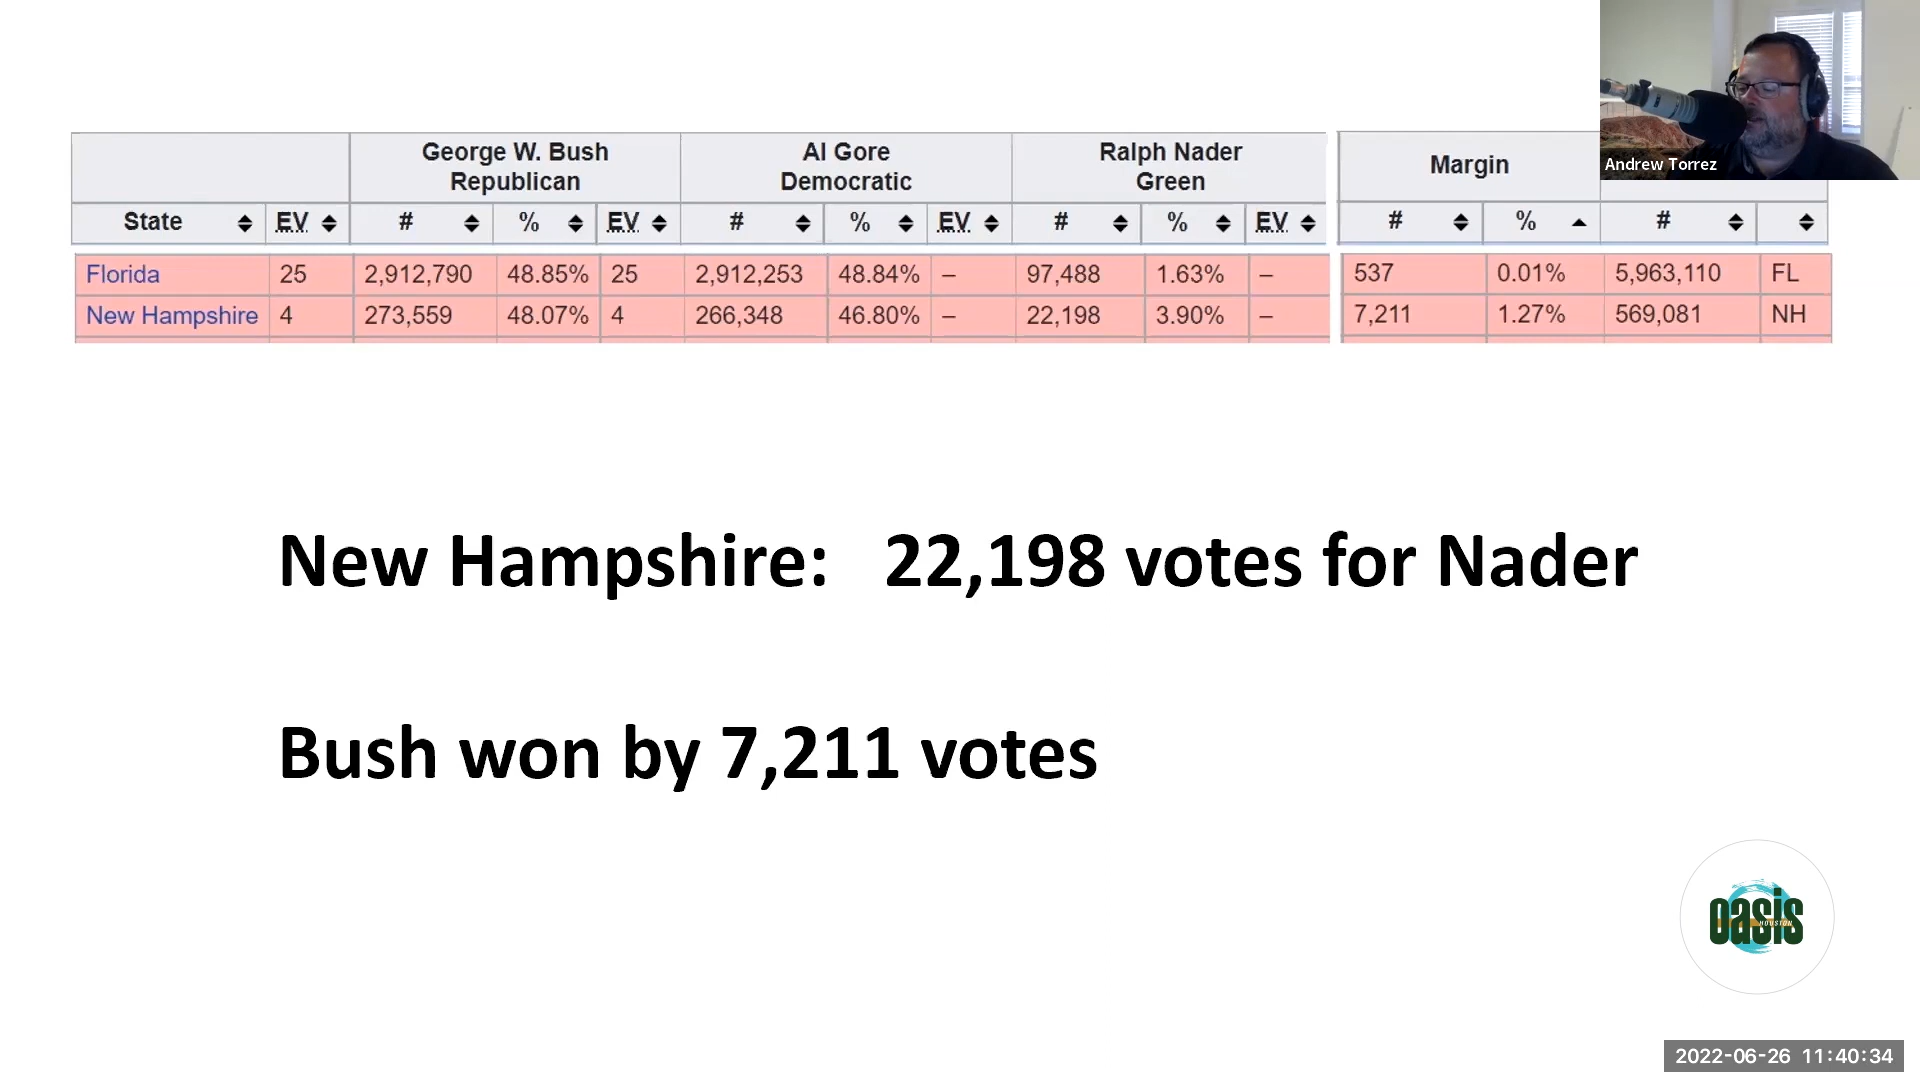 George W. Bush
Republican
Al Gore
Democratic
Ralph Nader
Green
Margin
State EV # % EV # % EV # % EV # % #
Florida 25 2,912,790 48.85% 25 2,912,253 48.84% – 97,488 1.63% – 537 0.01% 5,963,110 FL
New Hampshire 4 273,559 48.07% 4 266,348 46.80% – 22,198 3.90% – 7,211 1.27% 569,081 NH
Andrew Torrez
New Hampshire: 22,198 votes for Nader
Bush won by 7,211 votes
oasis
HOUSTON
2022-06-26 11:40:34